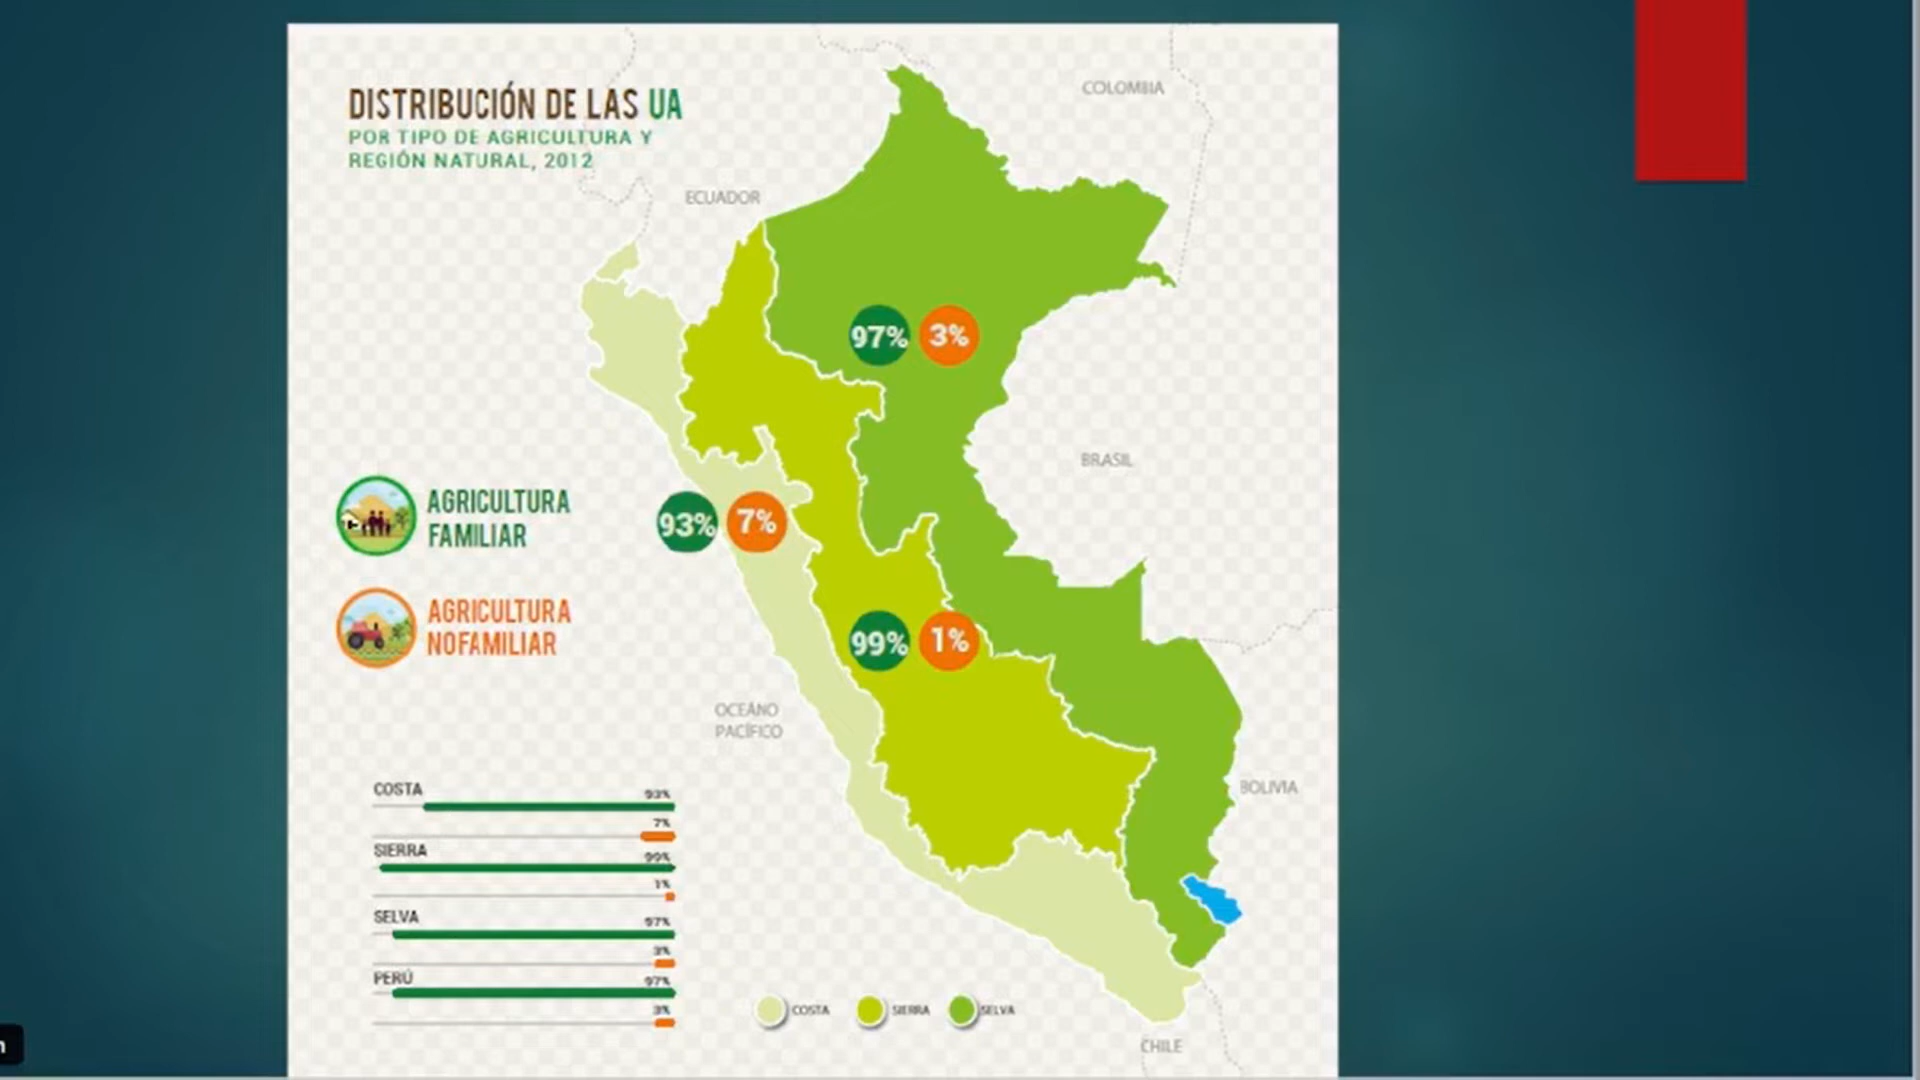 DISTRIBUCIÓN DE LAS UA
POR TIPO DE AGRICULTURA Y
REGIÓN NATURAL, 2012
COLOMBIA
ECUADOR
97% 3%
BRASIL
AGRICULTURA
FAMILIAR
93% 7%
AGRICULTURA
NOFAMILIAR
99% 1%
OCEÁNO
PACÍFICO
BOLIVIA
COSTA
93%
7%
SIERRA
99%
1%
SELVA
97%
3%
PERÚ
97%
3%
COSTA SIERRA SELVA
CHILE